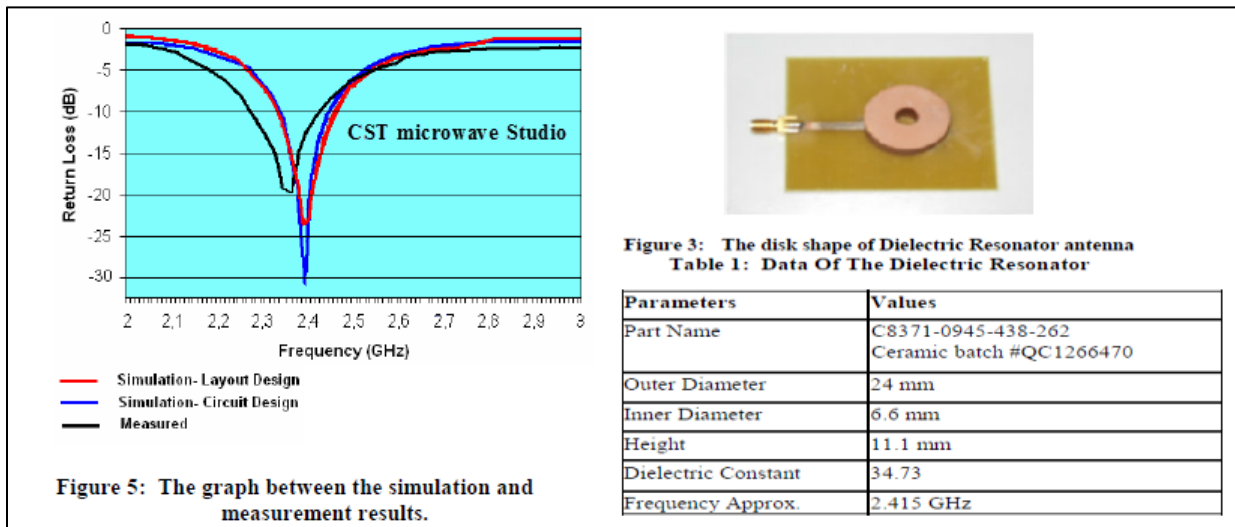 0
-5
-10
-15
-20
-25
-30
Return Loss (dB)
CST microwave Studio
2 2,1 2,2 2,3 2,4 2,5 2,6 2,7 2,8 2,9 3
Frequency (GHz)
Simulation- Layout Design
Simulation- Circuit Design
Measured
Figure 5: The graph between the simulation and
measurement results.
Figure 3: The disk shape of Dielectric Resonator antenna
Table 1: Data Of The Dielectric Resonator
Parameters Values
Part Name C8371-0945-438-262
Ceramic batch #QC1266470
Outer Diameter 24 mm
Inner Diameter 6.6 mm
Height 11.1 mm
Dielectric Constant 34.73
Frequency Approx. 2.415 GHz